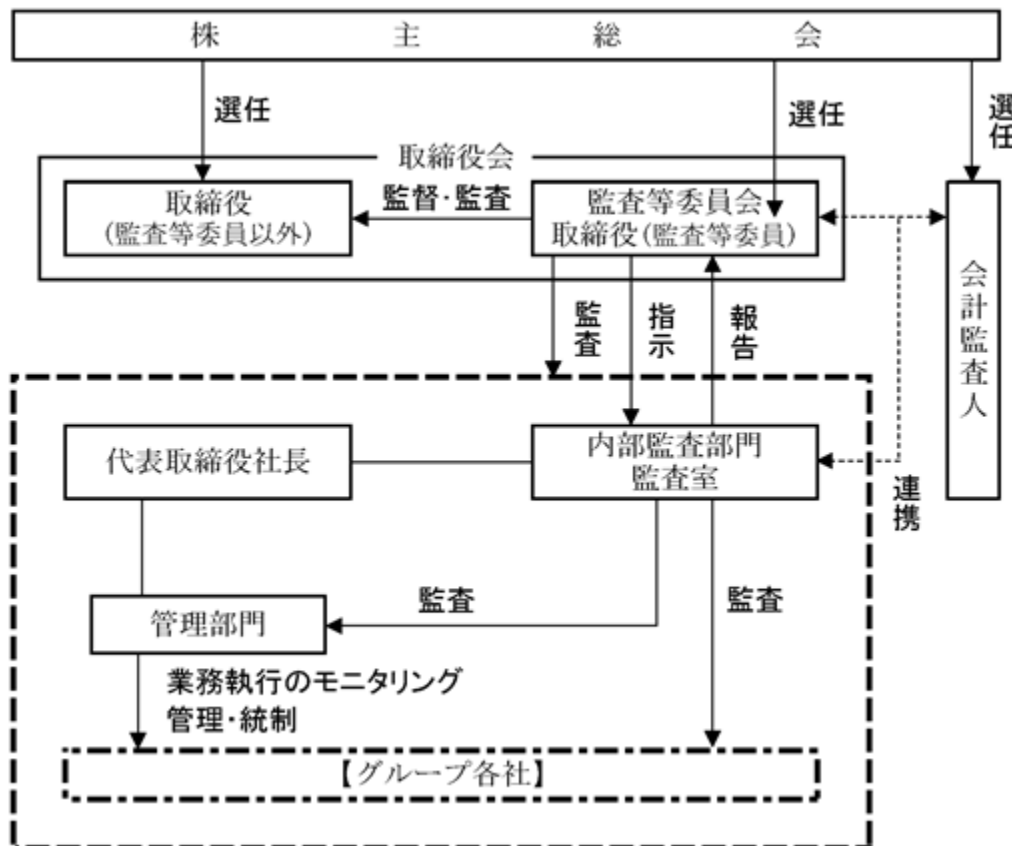 株主総会
選任
選任
選任
取締役会
取締役
(監査等委員以外)
監督・監査
監査等委員会
取締役(監査等委員)
会計監査人
監査
指示
報告
代表取締役社長
内部監査部門
監査室
連携
管理部門
監査
監査
業務執行のモニタリング
管理・統制
【グループ各社】